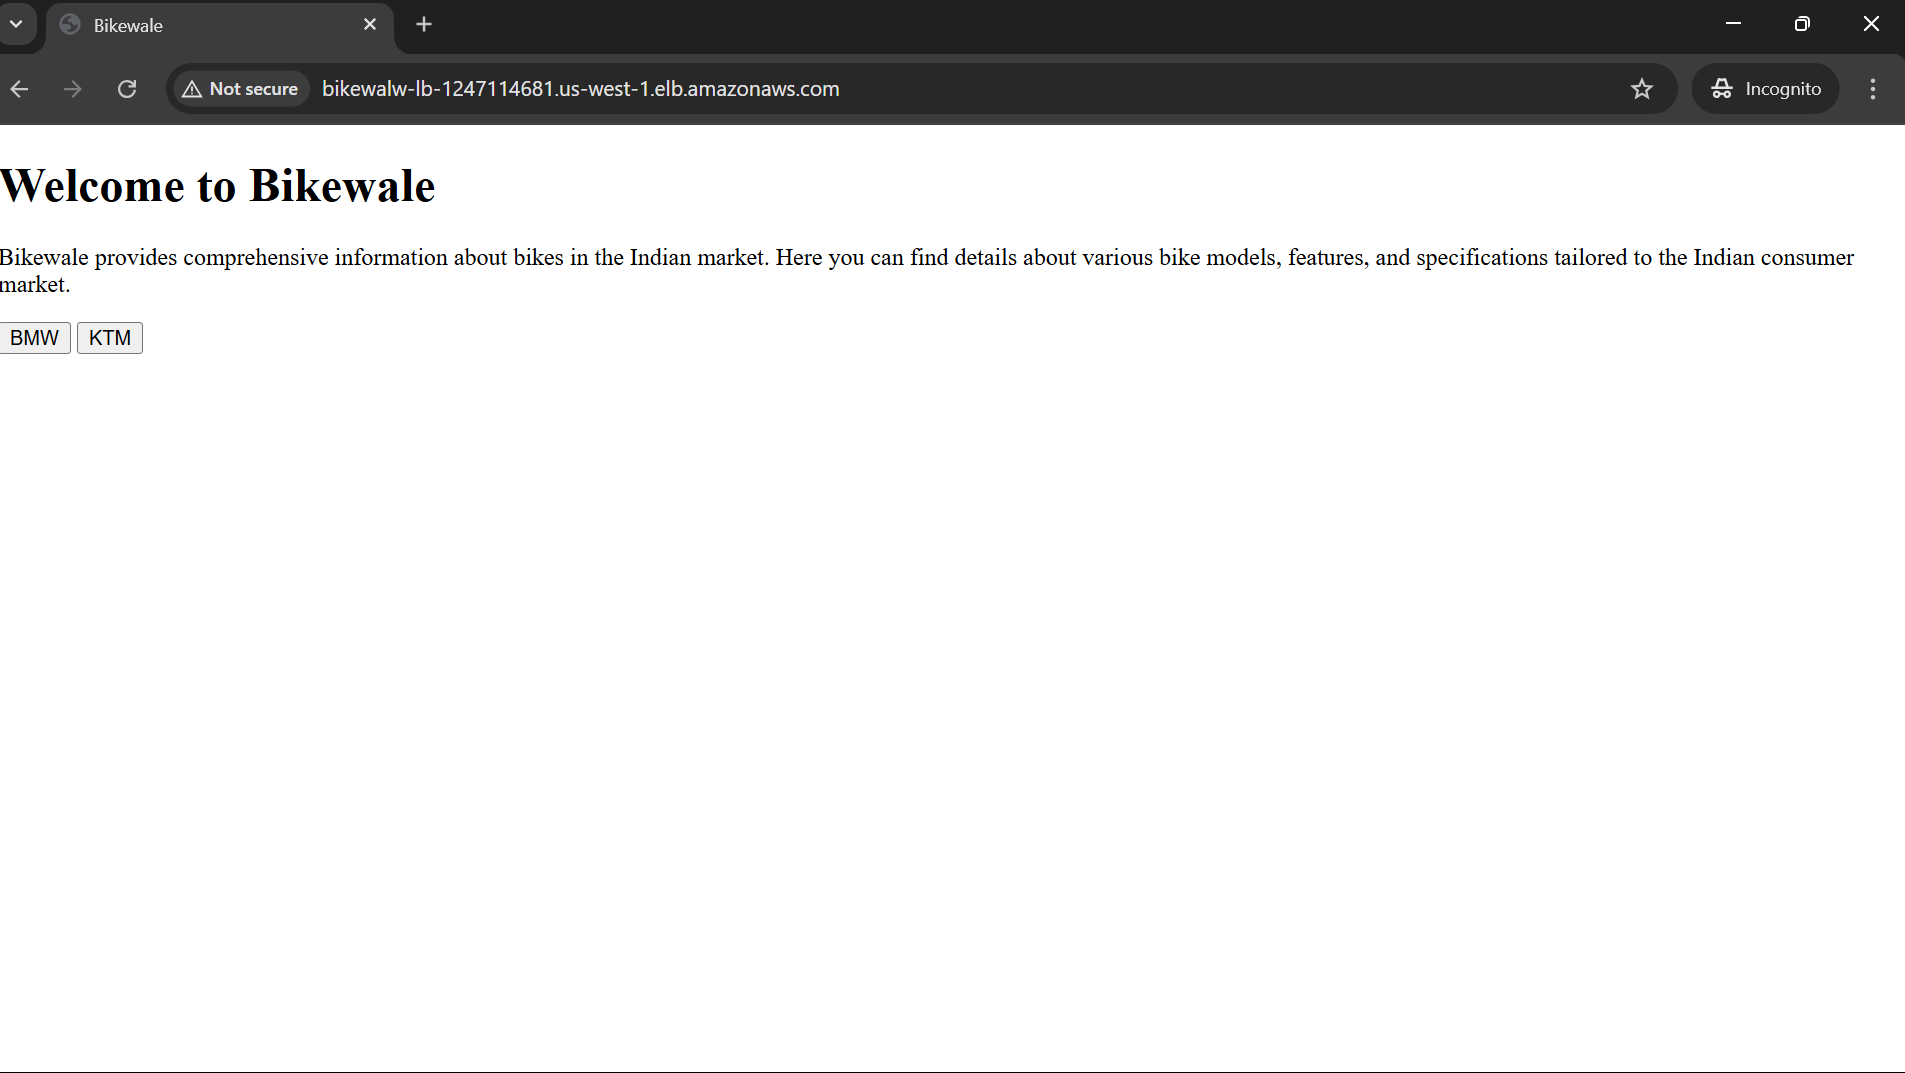 Bikewale
Not secure bikewalw-lb-1247114681.us-west-1.elb.amazonaws.com Incognito
Welcome to Bikewale
Bikewale provides comprehensive information about bikes in the Indian market. Here you can find details about various bike models, features, and specifications tailored to the Indian consumer
market.
BMW KTM